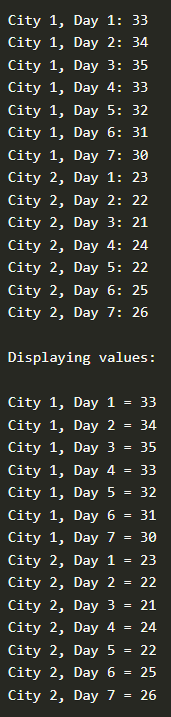 City 1, Day 1: 33
City 1, Day 2: 34
City 1, Day 3: 35
City 1, Day 4: 33
City 1, Day 5: 32
City 1, Day 6: 31
City 1, Day 7: 30
City 2, Day 1: 23
City 2, Day 2: 22
City 2, Day 3: 21
City 2, Day 4: 24
City 2, Day 5: 22
City 2, Day 6: 25
City 2, Day 7: 26
Displaying values:
City 1, Day 1 = 33
City 1, Day 2 = 34
City 1, Day 3 = 35
City 1, Day 4 = 33
City 1, Day 5 = 32
City 1, Day 6 = 31
City 1, Day 7 = 30
City 2, Day 1 = 23
City 2, Day 2 = 22
City 2, Day 3 = 21
City 2, Day 4 = 24
City 2, Day 5 = 22
City 2, Day 6 = 25
City 2, Day 7 = 26